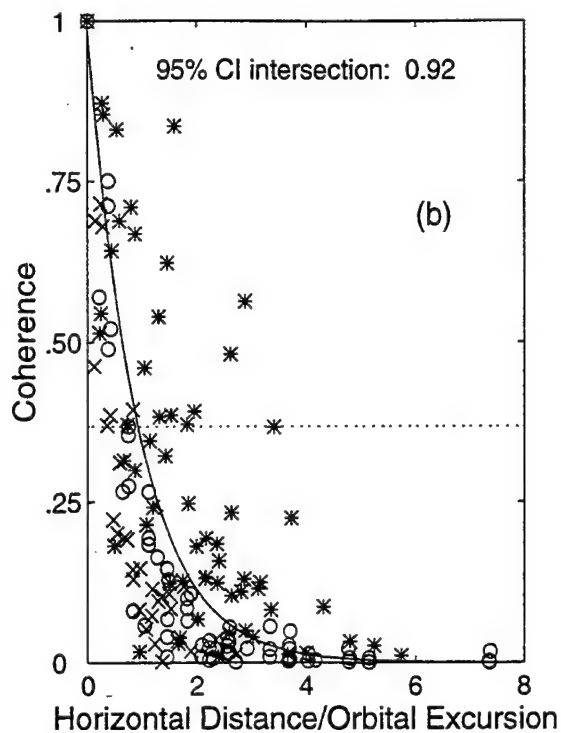 1
95% CI intersection: 0.92
.75
(b)
Coherence
.50
.25
0
0 2 4 6 8
Horizontal Distance/Orbital Excursion